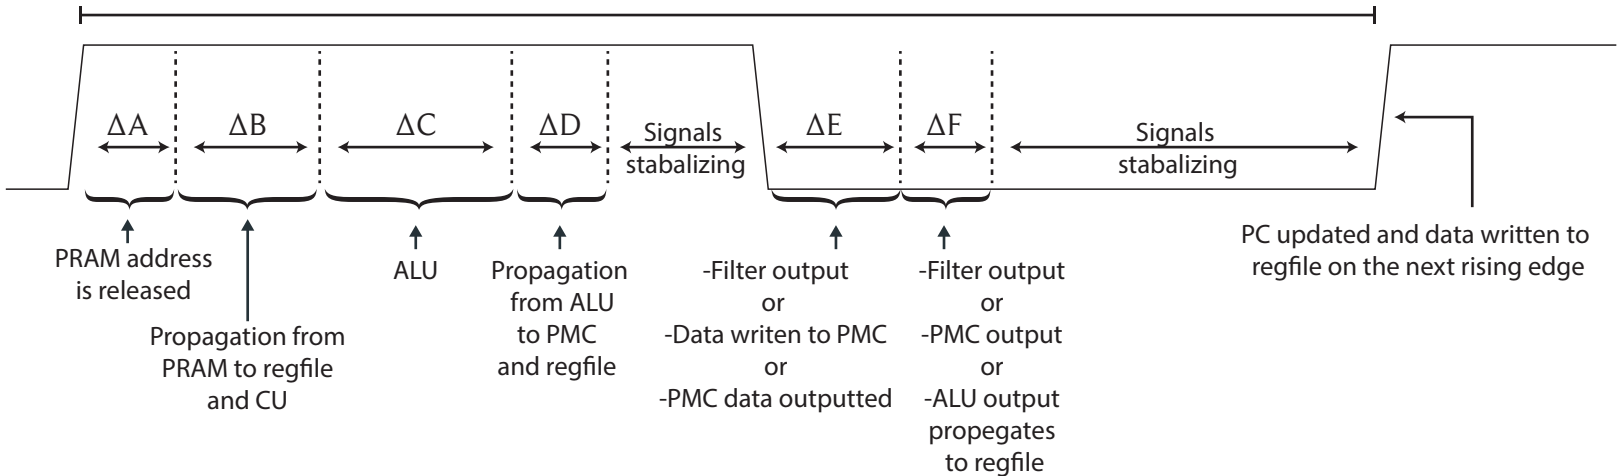 ΔA
ΔB
ΔC
ΔD
Signals
stabalizing
ΔE
ΔF
Signals
stabalizing
PRAM address
is released
Propagation from
PRAM to regfile
and CU
ALU
Propagation
from ALU
to PMC
and regfile
-Filter output
or
-Data writen to PMC
or
-PMC data outputted
-Filter output
or
-PMC output
or
-ALU output
propegates
to regfile
PC updated and data written to
regfile on the next rising edge